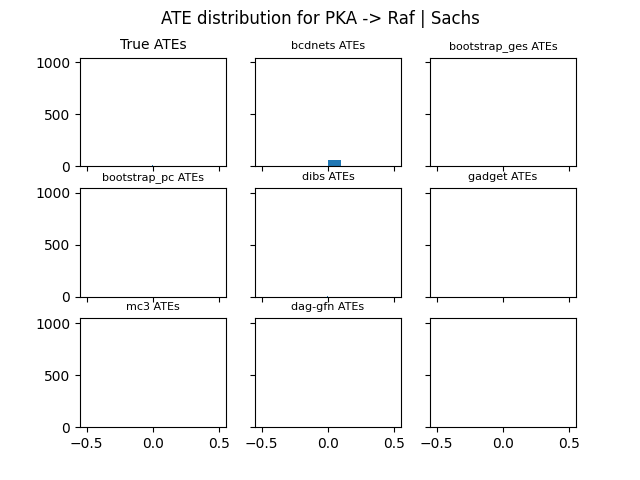 ATE distribution for PKA -> Raf | Sachs
True ATEs
bcdnets ATEs
bootstrap_ges ATEs
1000
500
0
bootstrap_pc ATEs
dibs ATEs
gadget ATEs
1000
500
0
mc3 ATEs
dag-gfn ATEs
1000
500
0
−0.5 0.0 0.5
−0.5 0.0 0.5
−0.5 0.0 0.5